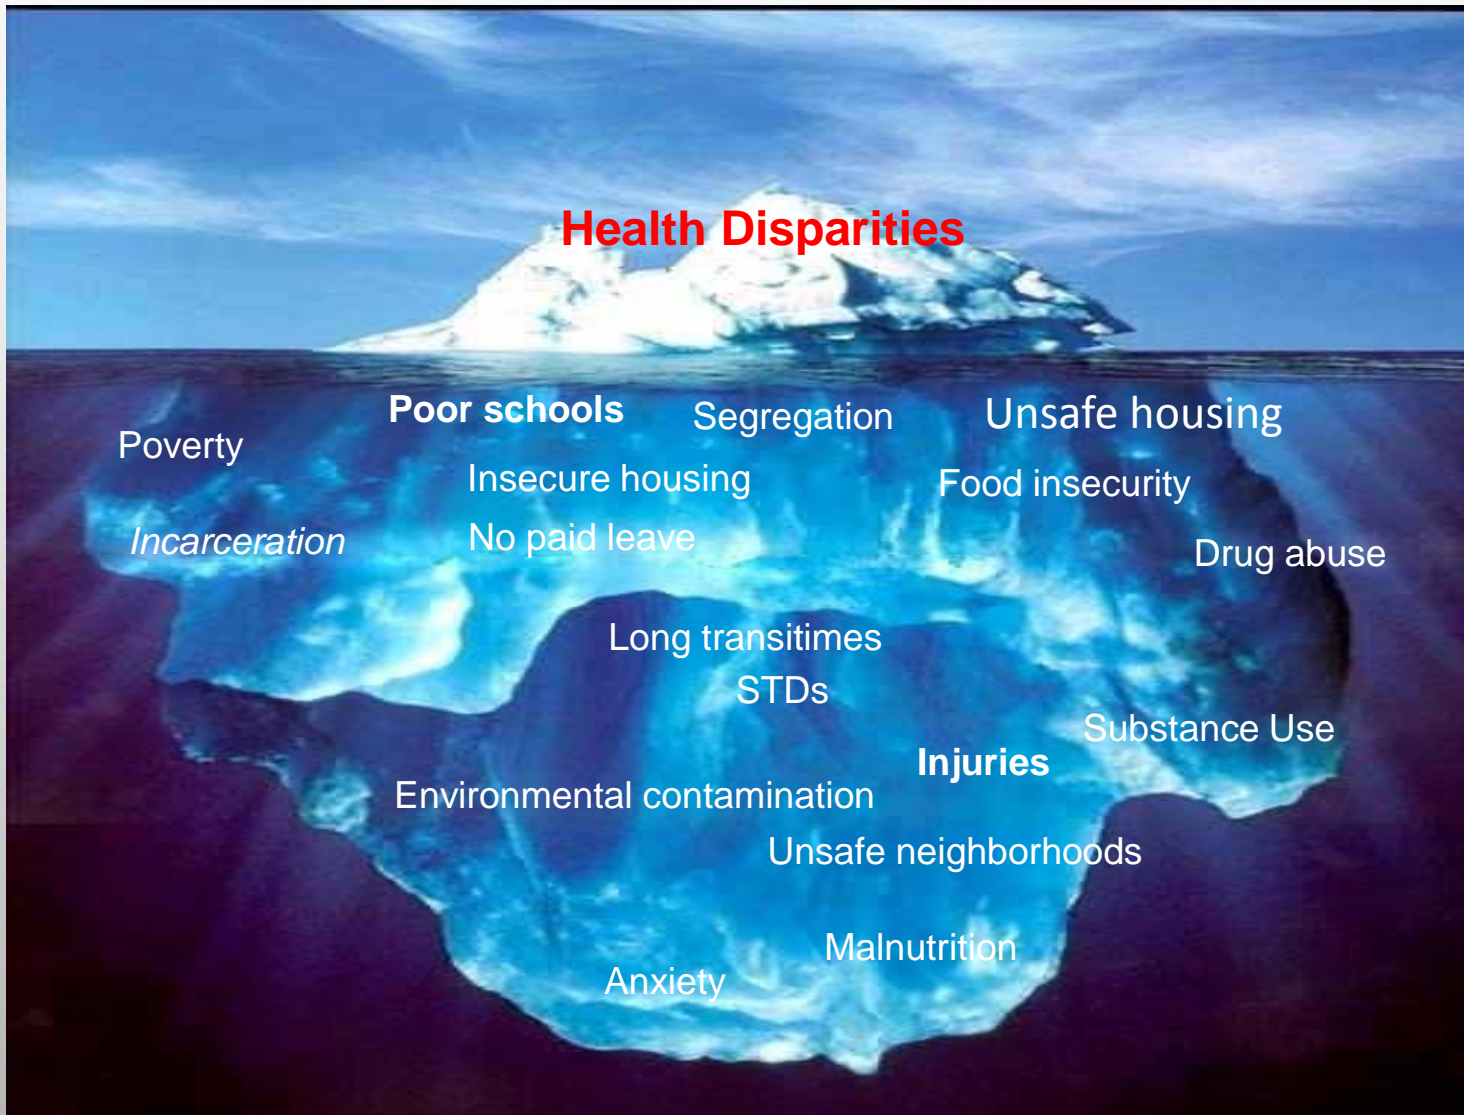 Health Disparities
Poor schools
Segregation
Unsafe housing
Poverty
Insecure housing
Food insecurity
Incarceration
No paid leave
Drug abuse
Long transitimes
STDs
Substance Use
Injuries
Environmental contamination
Unsafe neighborhoods
Malnutrition
Anxiety